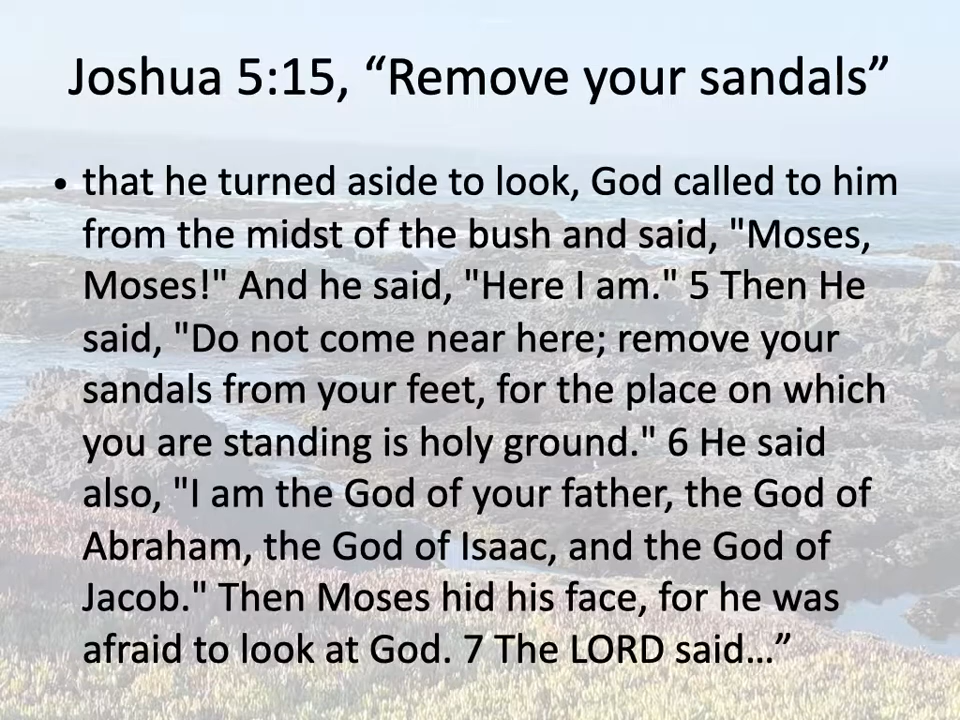 Joshua 5:15, “Remove your sandals”
• that he turned aside to look, God called to him
from the midst of the bush and said, "Moses,
Moses!" And he said, "Here I am." 5 Then He
said, "Do not come near here; remove your
sandals from your feet, for the place on which
you are standing is holy ground." 6 He said
also, "I am the God of your father, the God of
Abraham, the God of Isaac, and the God of
Jacob." Then Moses hid his face, for he was
afraid to look at God. 7 The LORD said…”